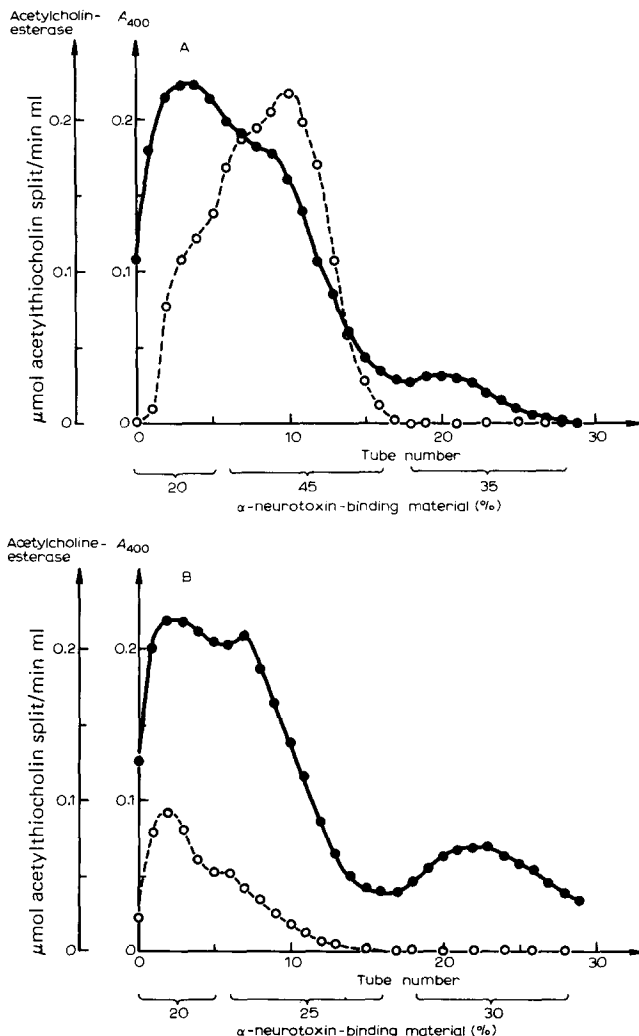 Acetylcholin-
esterase
A400
A
μmol acetylthiocholin split/min ml
0.2
0.1
0
0.2
0.1
0
0 10 20 30
Tube number
20 45 35
α-neurotoxin-binding material (%)
Acetylcholine-
esterase
A400
B
μmol acetylthiocholin split/min ml
0.2
0.1
0
0.2
0.1
0
0 10 20 30
Tube number
20 25 30
α-neurotoxin-binding material (%)